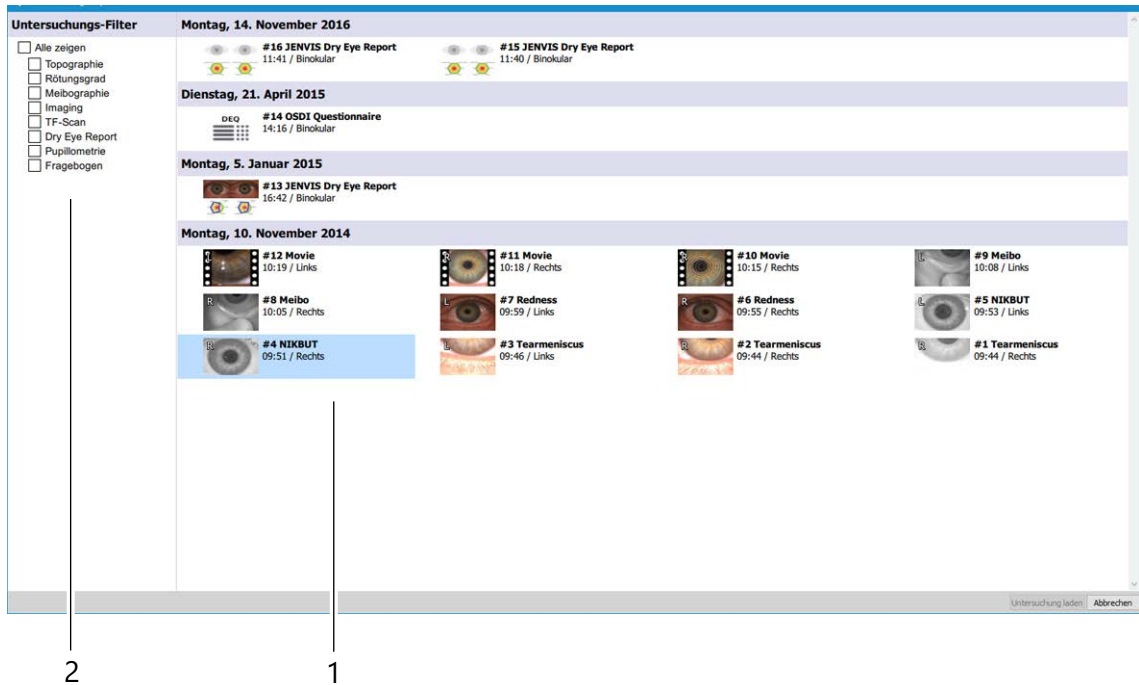 Untersuchungs-Filter
Alle zeigen
Topographie
Rötungsgrad
Meibographie
Imaging
TF-Scan
Dry Eye Report
Pupillometrie
Fragebogen
Montag, 14. November 2016
#16 JENVIS Dry Eye Report
11:41 / Binokular
#15 JENVIS Dry Eye Report
11:40 / Binokular
Dienstag, 21. April 2015
DEQ
#14 OSDI Questionnaire
14:16 / Binokular
Montag, 5. Januar 2015
#13 JENVIS Dry Eye Report
16:42 / Binokular
Montag, 10. November 2014
#12 Movie
10:19 / Links
#11 Movie
10:18 / Rechts
#10 Movie
10:15 / Rechts
L
#9 Meibo
10:08 / Links
R
#8 Meibo
10:05 / Rechts
L
#7 Redness
09:59 / Links
R
#6 Redness
09:55 / Rechts
L
#5 NIKBUT
09:53 / Links
R
#4 NIKBUT
09:51 / Rechts
L
#3 Tearmeniscus
09:46 / Links
R
#2 Tearmeniscus
09:44 / Rechts
R
#1 Tearmeniscus
09:44 / Rechts
Untersuchung laden
Abbrechen
2
1